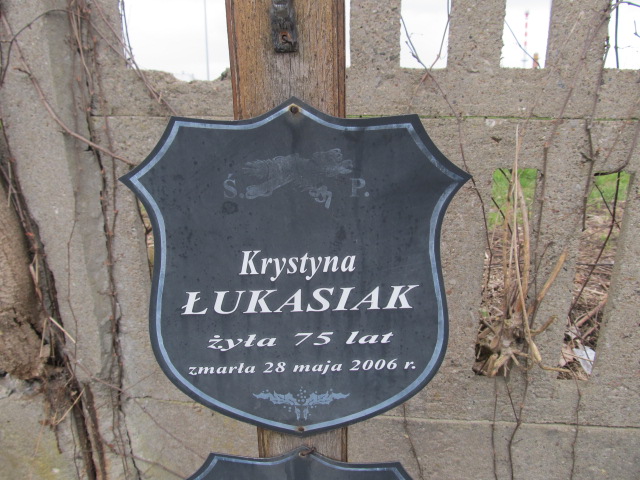 Ś. P.
Krystyna
ŁUKASIAK
żyła 75 lat
zmarła 28 maja 2006 r.